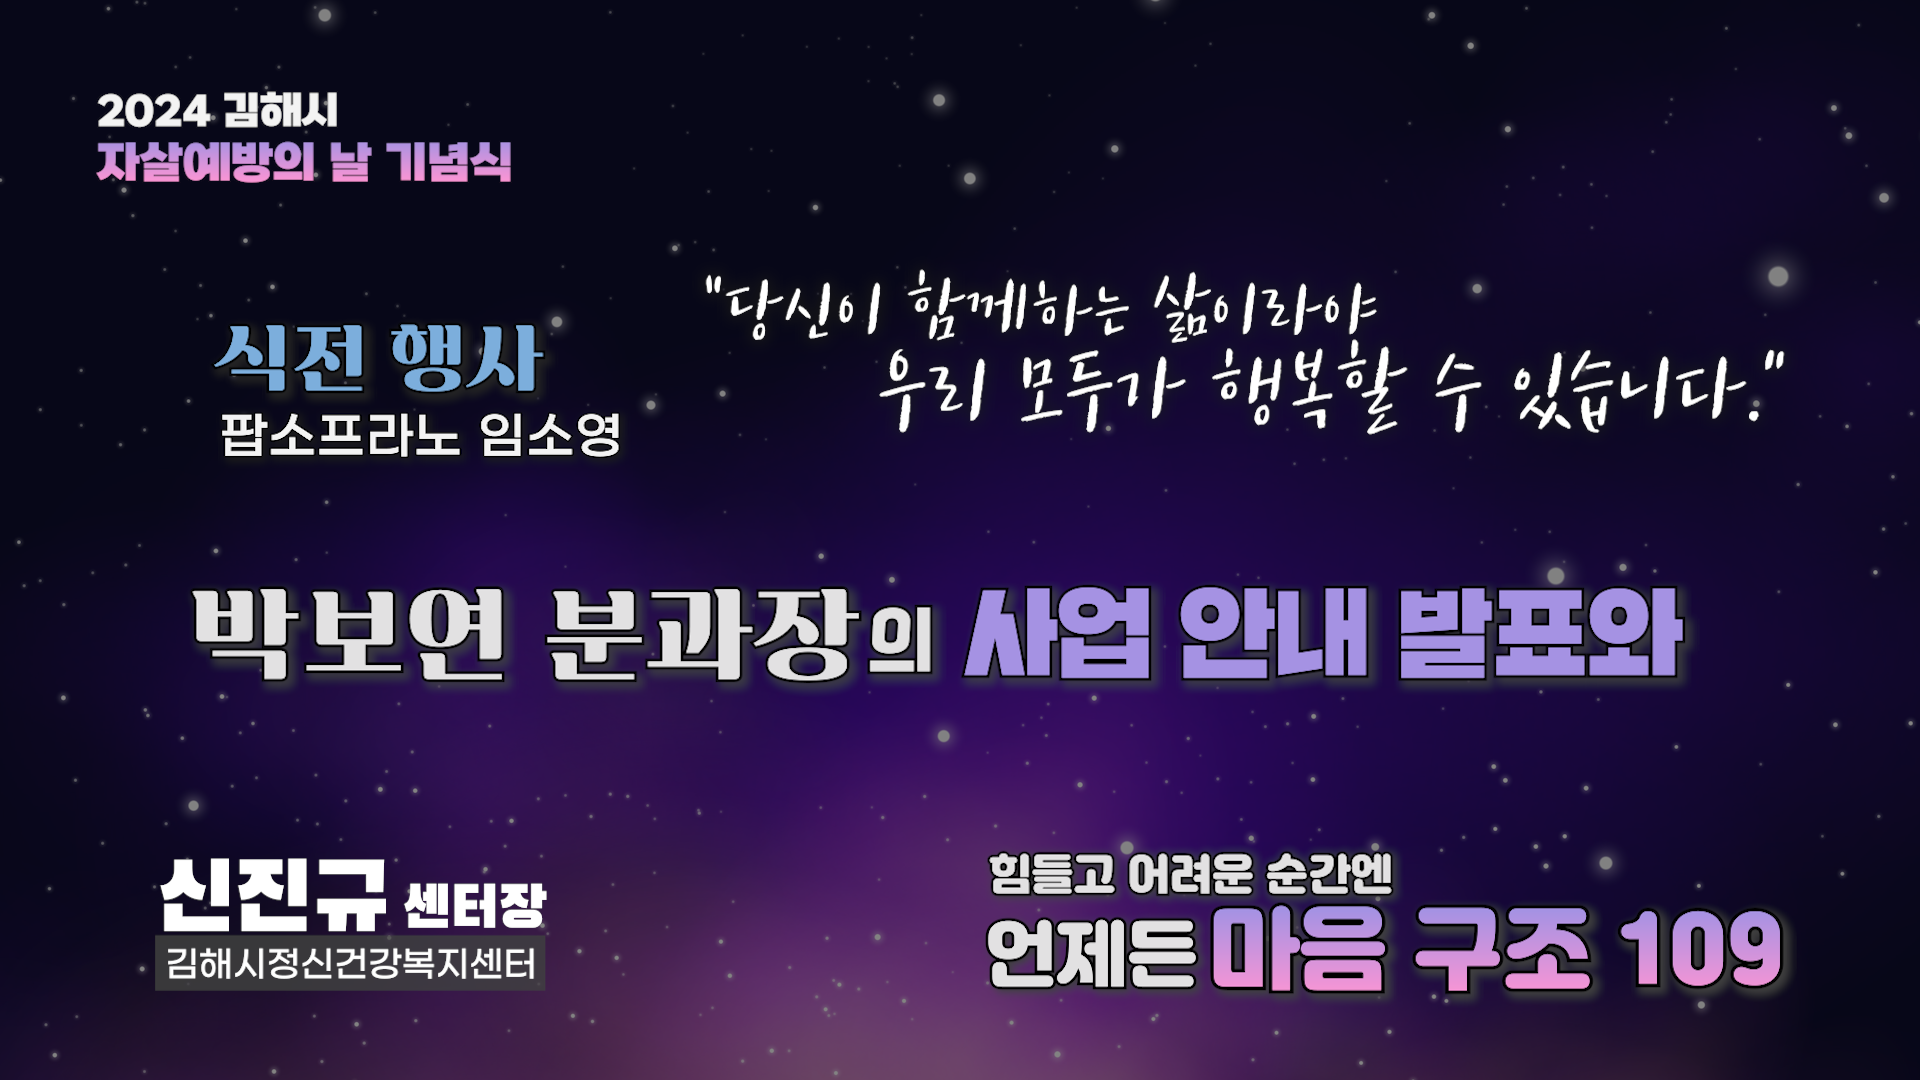 2024 김해시
자살예방의 날 기념식
식전 행사
팝소프라노 임소영
"당신이 함께하는 삶이라야
우리 모두가 행복할 수 있습니다."
박보연 분과장의 사업 안내 발표와
신진규 센터장
김해시정신건강복지센터
힘들고 어려운 순간엔
언제든 마음 구조 109